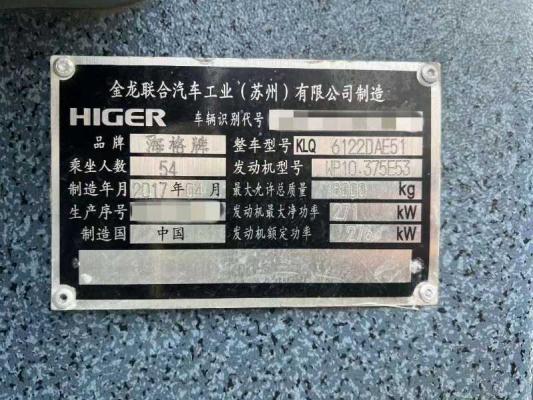 金龙联合汽车工业（苏州）有限公司制造
HIGER 车辆识别代号
品牌 海格牌 整车型号 KLQ 6122DAE51
乘坐人数 54 发动机型号 WP10.375E53
制造年月 2017年04月 最大允许总质量 kg
生产序号 发动机最大净功率 271 kW
制造国 中国 发动机额定功率 276 kW